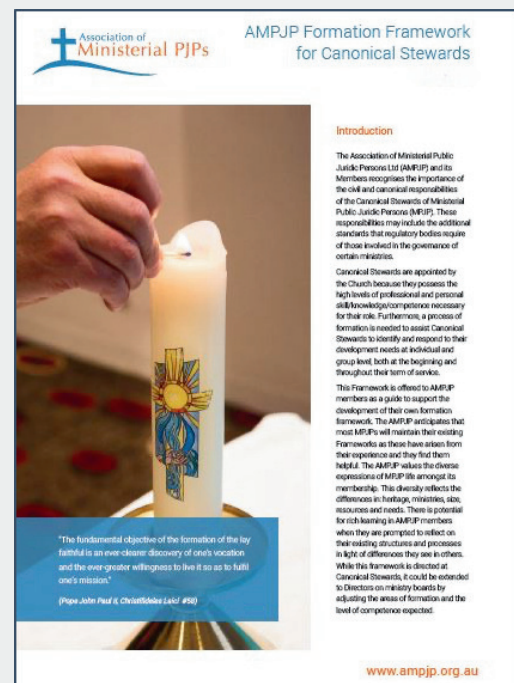 Association of
Ministerial PJPs
AMPJP Formation Framework
for Canonical Stewards
Introduction
The Association of Ministerial Public
Juridic Persons Ltd (AMPJP) and its
Members recognises the importance of
the civil and canonical responsibilities
of the Canonical Stewards of Ministerial
Public Juridic Persons (MPJP). These
responsibilities may include the additional
standards that regulatory bodies require
of those involved in the governance of
certain ministries.
Canonical Stewards are appointed by
the Church because they possess the
high levels of professional and personal
skill/knowledge/competence necessary
for their role. Furthermore, a process of
formation is needed to assist Canonical
Stewards to identify and respond to their
development needs at individual and
group level, both at the beginning and
throughout their term of service.
This Framework is offered to AMPJP
members as a guide to support the
development of their own formation
framework. The AMPJP anticipates that
most MPJPs will maintain their existing
Frameworks as these have arisen from
their experience and they find them
helpful. The AMPJP values the diverse
expressions of MPJP life amongst its
membership. This diversity reflects the
differences in: heritage, ministries, size,
resources and needs. There is potential
for rich learning in AMPJP members
when they are prompted to reflect on
their existing structures and processes
in light of differences they see in others.
While this framework is directed at
Canonical Stewards, it could be extended
to Directors on ministry boards by
adjusting the areas of formation and the
level of competence expected.
"The fundamental objective of the formation of the lay
faithful is an ever-clearer discovery of one's vocation
and the ever-greater willingness to live it so as to fulfil
one's mission."
(Pope John Paul II, Christifideles Laici #58)
www.ampjp.org.au